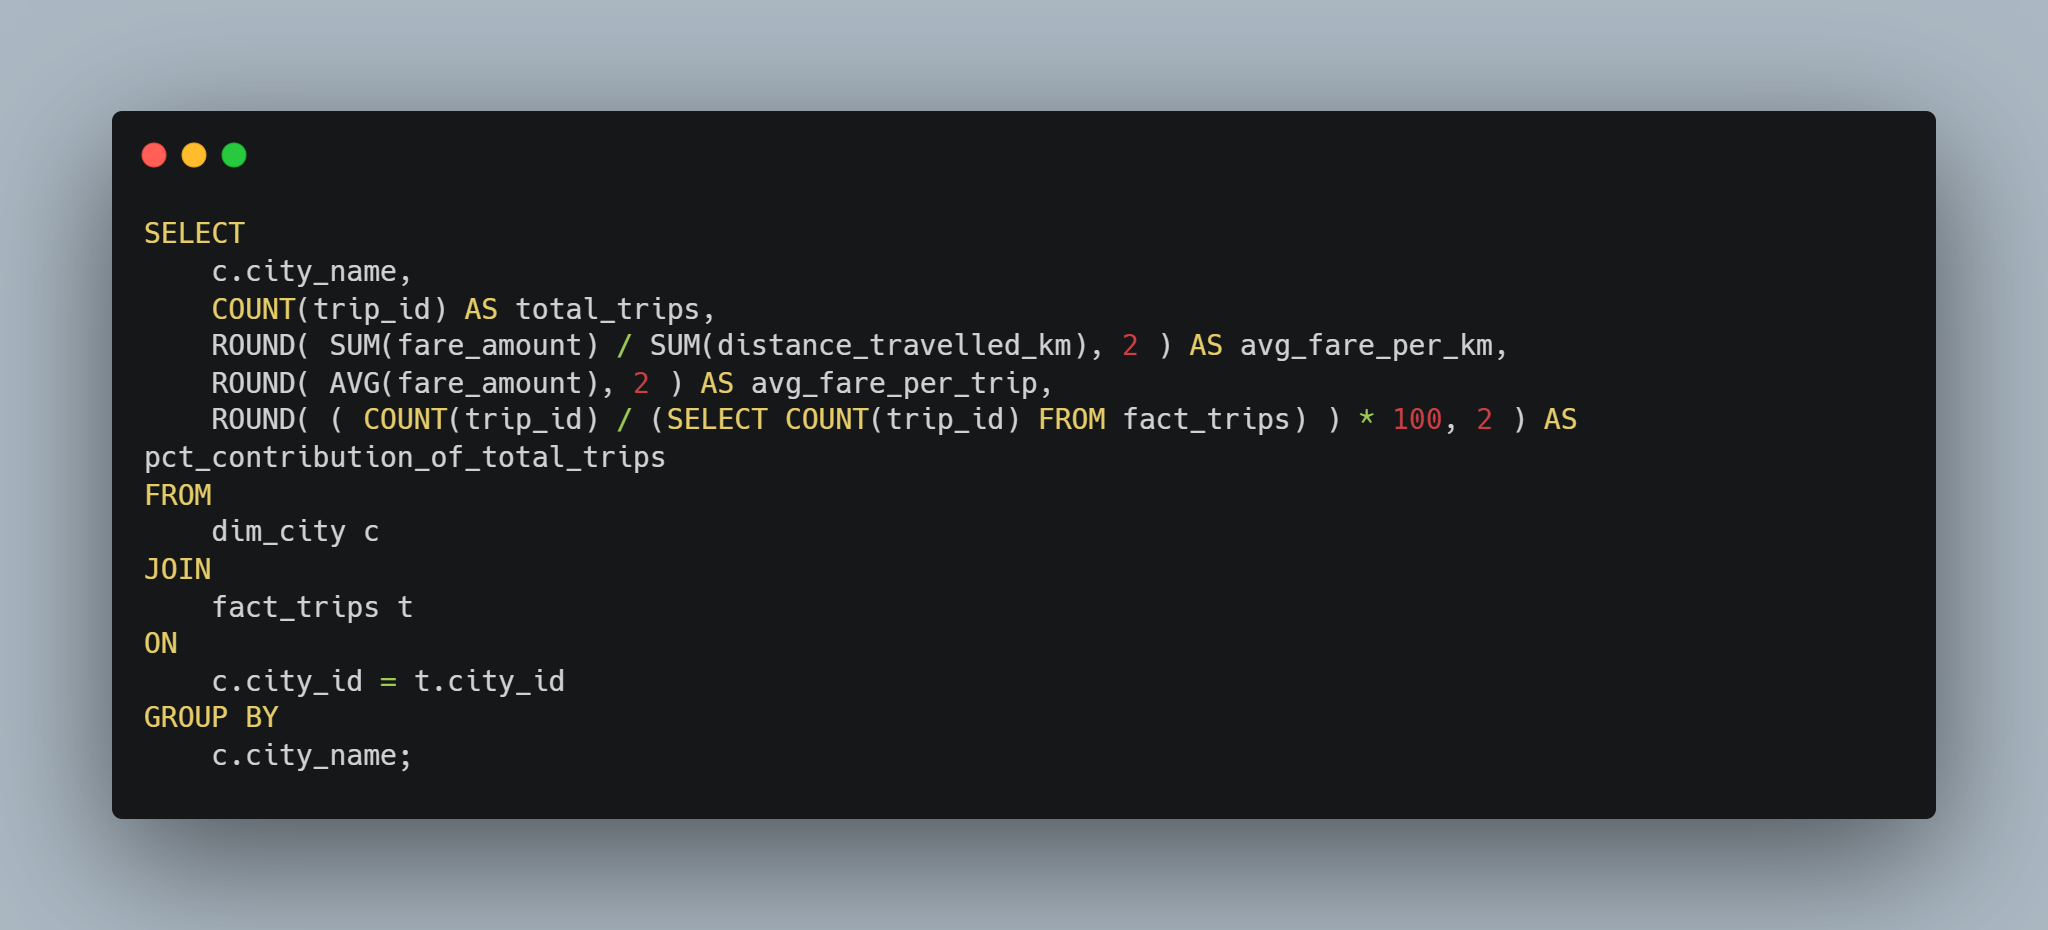 SELECT
    c.city_name,
    COUNT(trip_id) AS total_trips,
    ROUND( SUM(fare_amount) / SUM(distance_travelled_km), 2 ) AS avg_fare_per_km,
    ROUND( AVG(fare_amount), 2 ) AS avg_fare_per_trip,
    ROUND( ( COUNT(trip_id) / (SELECT COUNT(trip_id) FROM fact_trips) ) * 100, 2 ) AS
pct_contribution_of_total_trips
FROM
    dim_city c
JOIN
    fact_trips t
ON
    c.city_id = t.city_id
GROUP BY
    c.city_name;